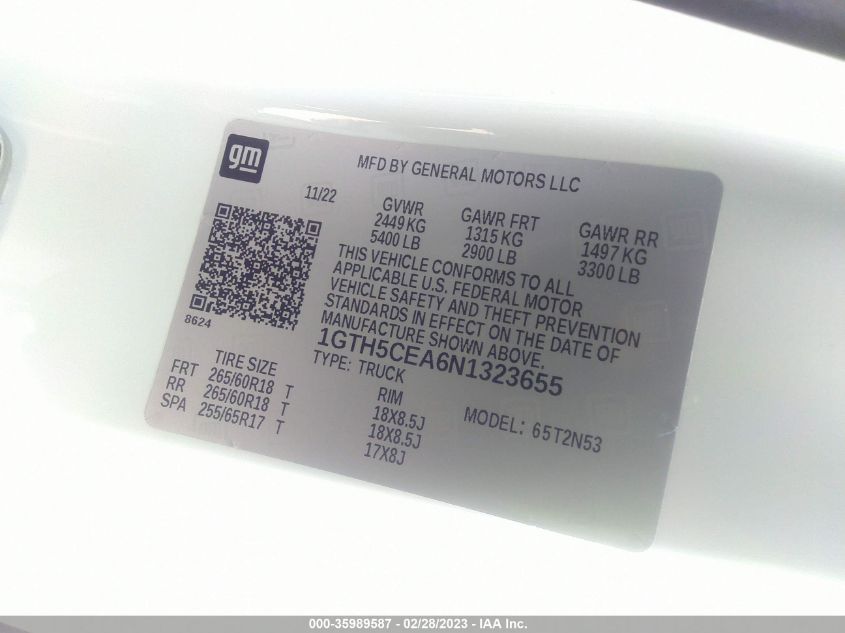 gm
MFD BY GENERAL MOTORS LLC
11/22
GVWR
2449 KG
5400 LB
GAWR FRT
1315 KG
2900 LB
GAWR RR
1497 KG
3300 LB
THIS VEHICLE CONFORMS TO ALL
APPLICABLE U.S. FEDERAL MOTOR
VEHICLE SAFETY AND THEFT PREVENTION
STANDARDS IN EFFECT ON THE DATE OF
MANUFACTURE SHOWN ABOVE.
8624
1GTH5CEA6N1323655
TYPE: TRUCK
TIRE SIZE
RIM
FRT 265/60R18 T 18X8.5J
RR 265/60R18 T 18X8.5J
SPA 255/65R17 T 17X8J
MODEL: 65T2N53
000-35989587 - 02/28/2023 - IAA Inc.